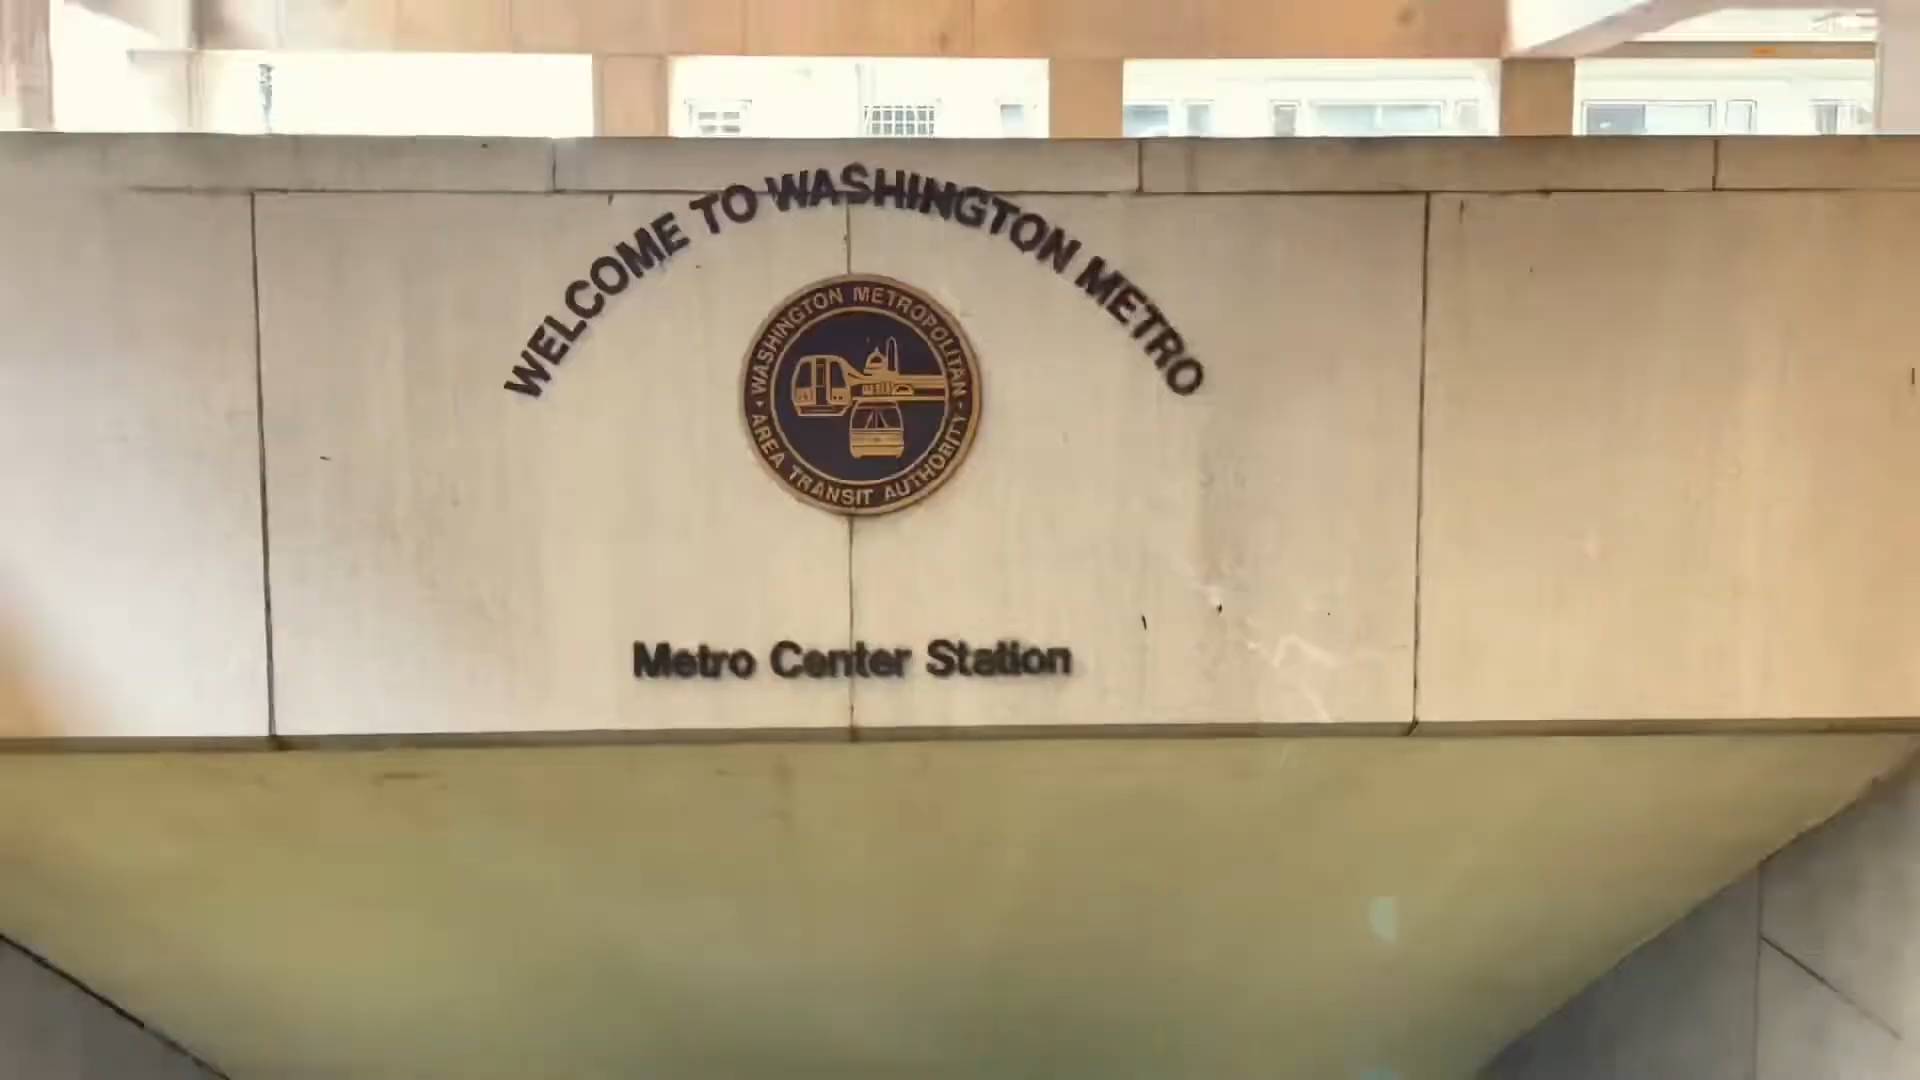 WELCOME TO WASHINGTON METRO
WASHINGTON METROPOLITAN
AREA TRANSIT AUTHORITY
Metro Center Station